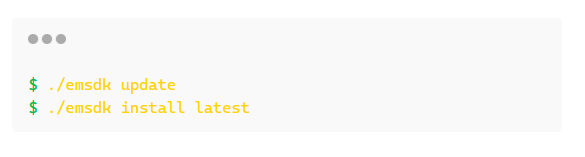 $ ./emsdk update
$ ./emsdk install latest